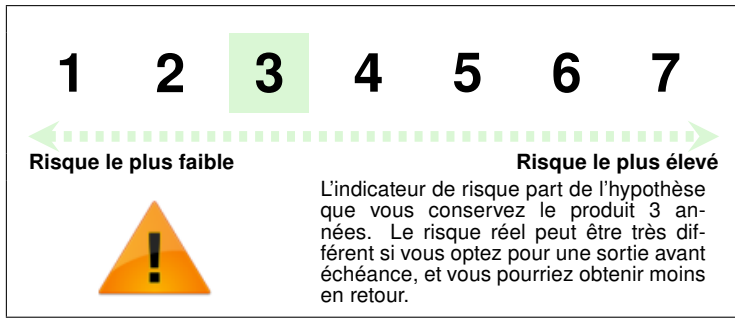 1 2 3 4 5 6 7
Risque le plus faible Risque le plus élevé
L'indicateur de risque part de l'hypothèse
que vous conservez le produit 3 an-
nées. Le risque réel peut être très dif-
férent si vous optez pour une sortie avant
échéance, et vous pourriez obtenir moins
en retour.
!